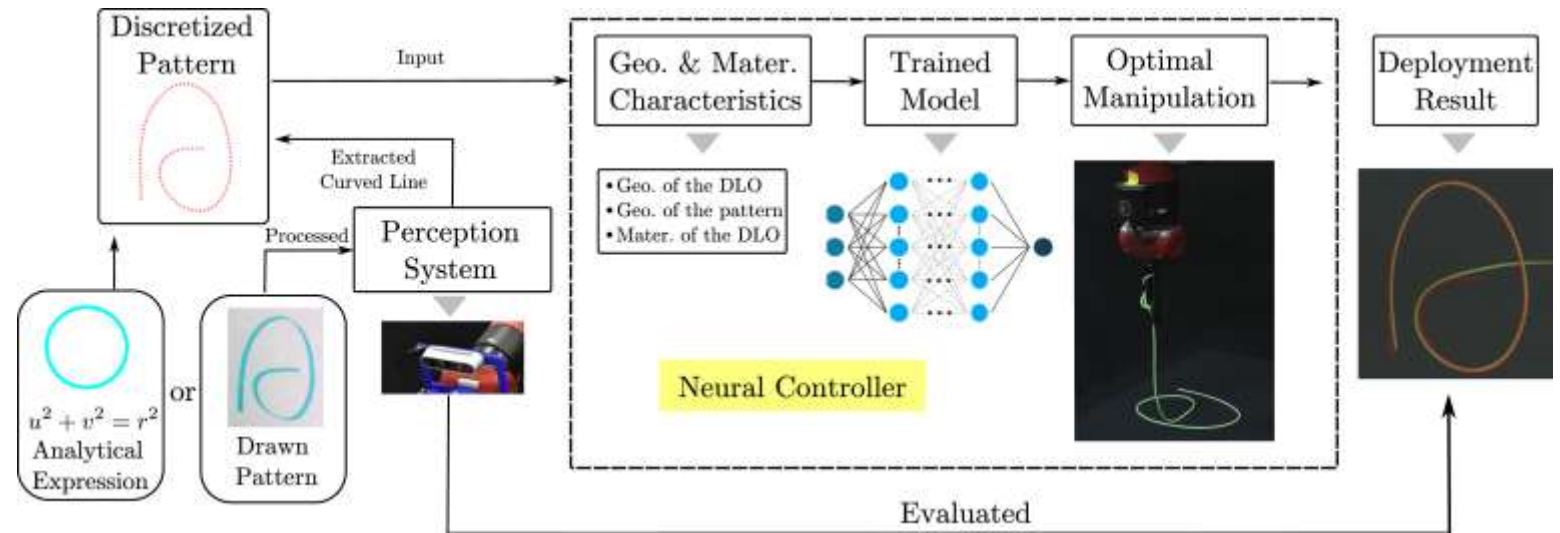 Discretized
Pattern
Input
Geo. & Mater.
Characteristics
Trained
Model
Optimal
Manipulation
Deployment
Result
Extracted
Curved Line
• Geo. of the DLO
• Geo. of the pattern
• Mater. of the DLO
Processed
Perception
System
u² + v² = r²
Analytical
Expression
or
Drawn
Pattern
Neural Controller
Evaluated